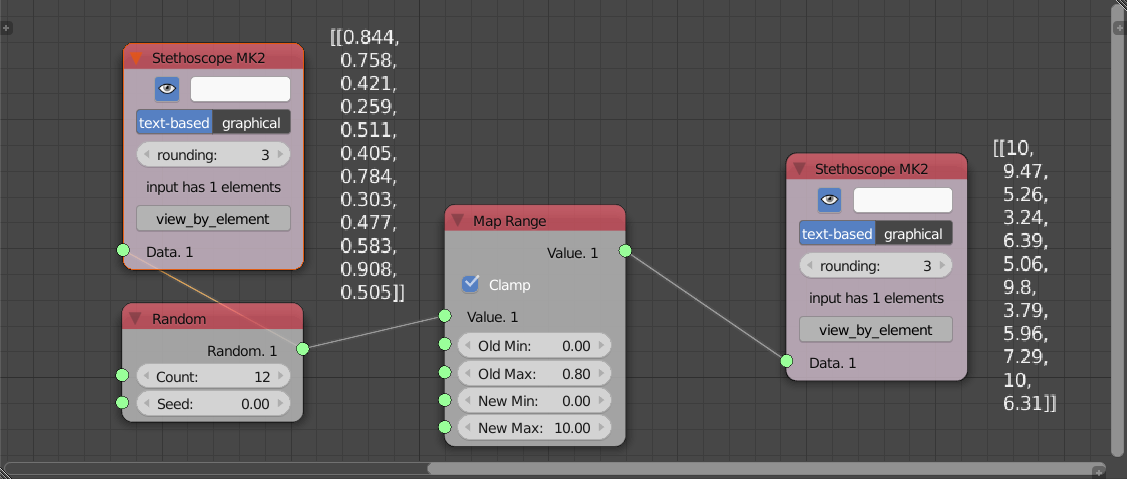 Stethoscope MK2
text-based graphical
rounding: 3
input has 1 elements
view_by_element
Data. 1
[[0.844,
0.758,
0.421,
0.259,
0.511,
0.405,
0.784,
0.303,
0.477,
0.583,
0.908,
0.505]]
Random
Random. 1
Count: 12
Seed: 0.00
Map Range
Value. 1
Clamp
Value. 1
Old Min: 0.00
Old Max: 0.80
New Min: 0.00
New Max: 10.00
Stethoscope MK2
text-based graphical
rounding: 3
input has 1 elements
view_by_element
Data. 1
[[10,
9.47,
5.26,
3.24,
6.39,
5.06,
9.8,
3.79,
5.96,
7.29,
10,
6.31]]